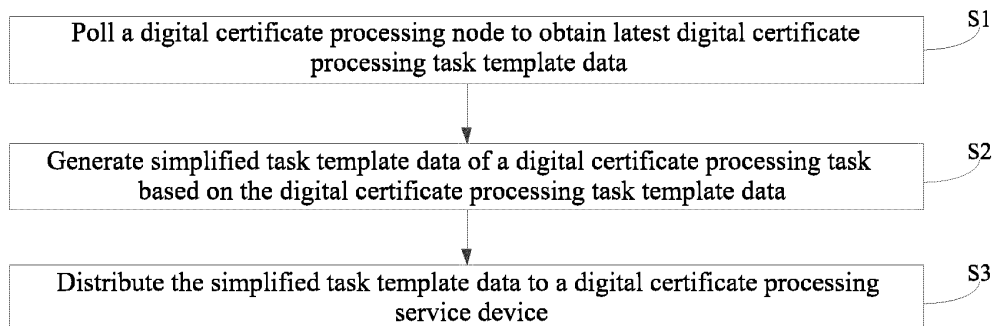 S1
Poll a digital certificate processing node to obtain latest digital certificate
processing task template data
S2
Generate simplified task template data of a digital certificate processing task
based on the digital certificate processing task template data
S3
Distribute the simplified task template data to a digital certificate processing
service device